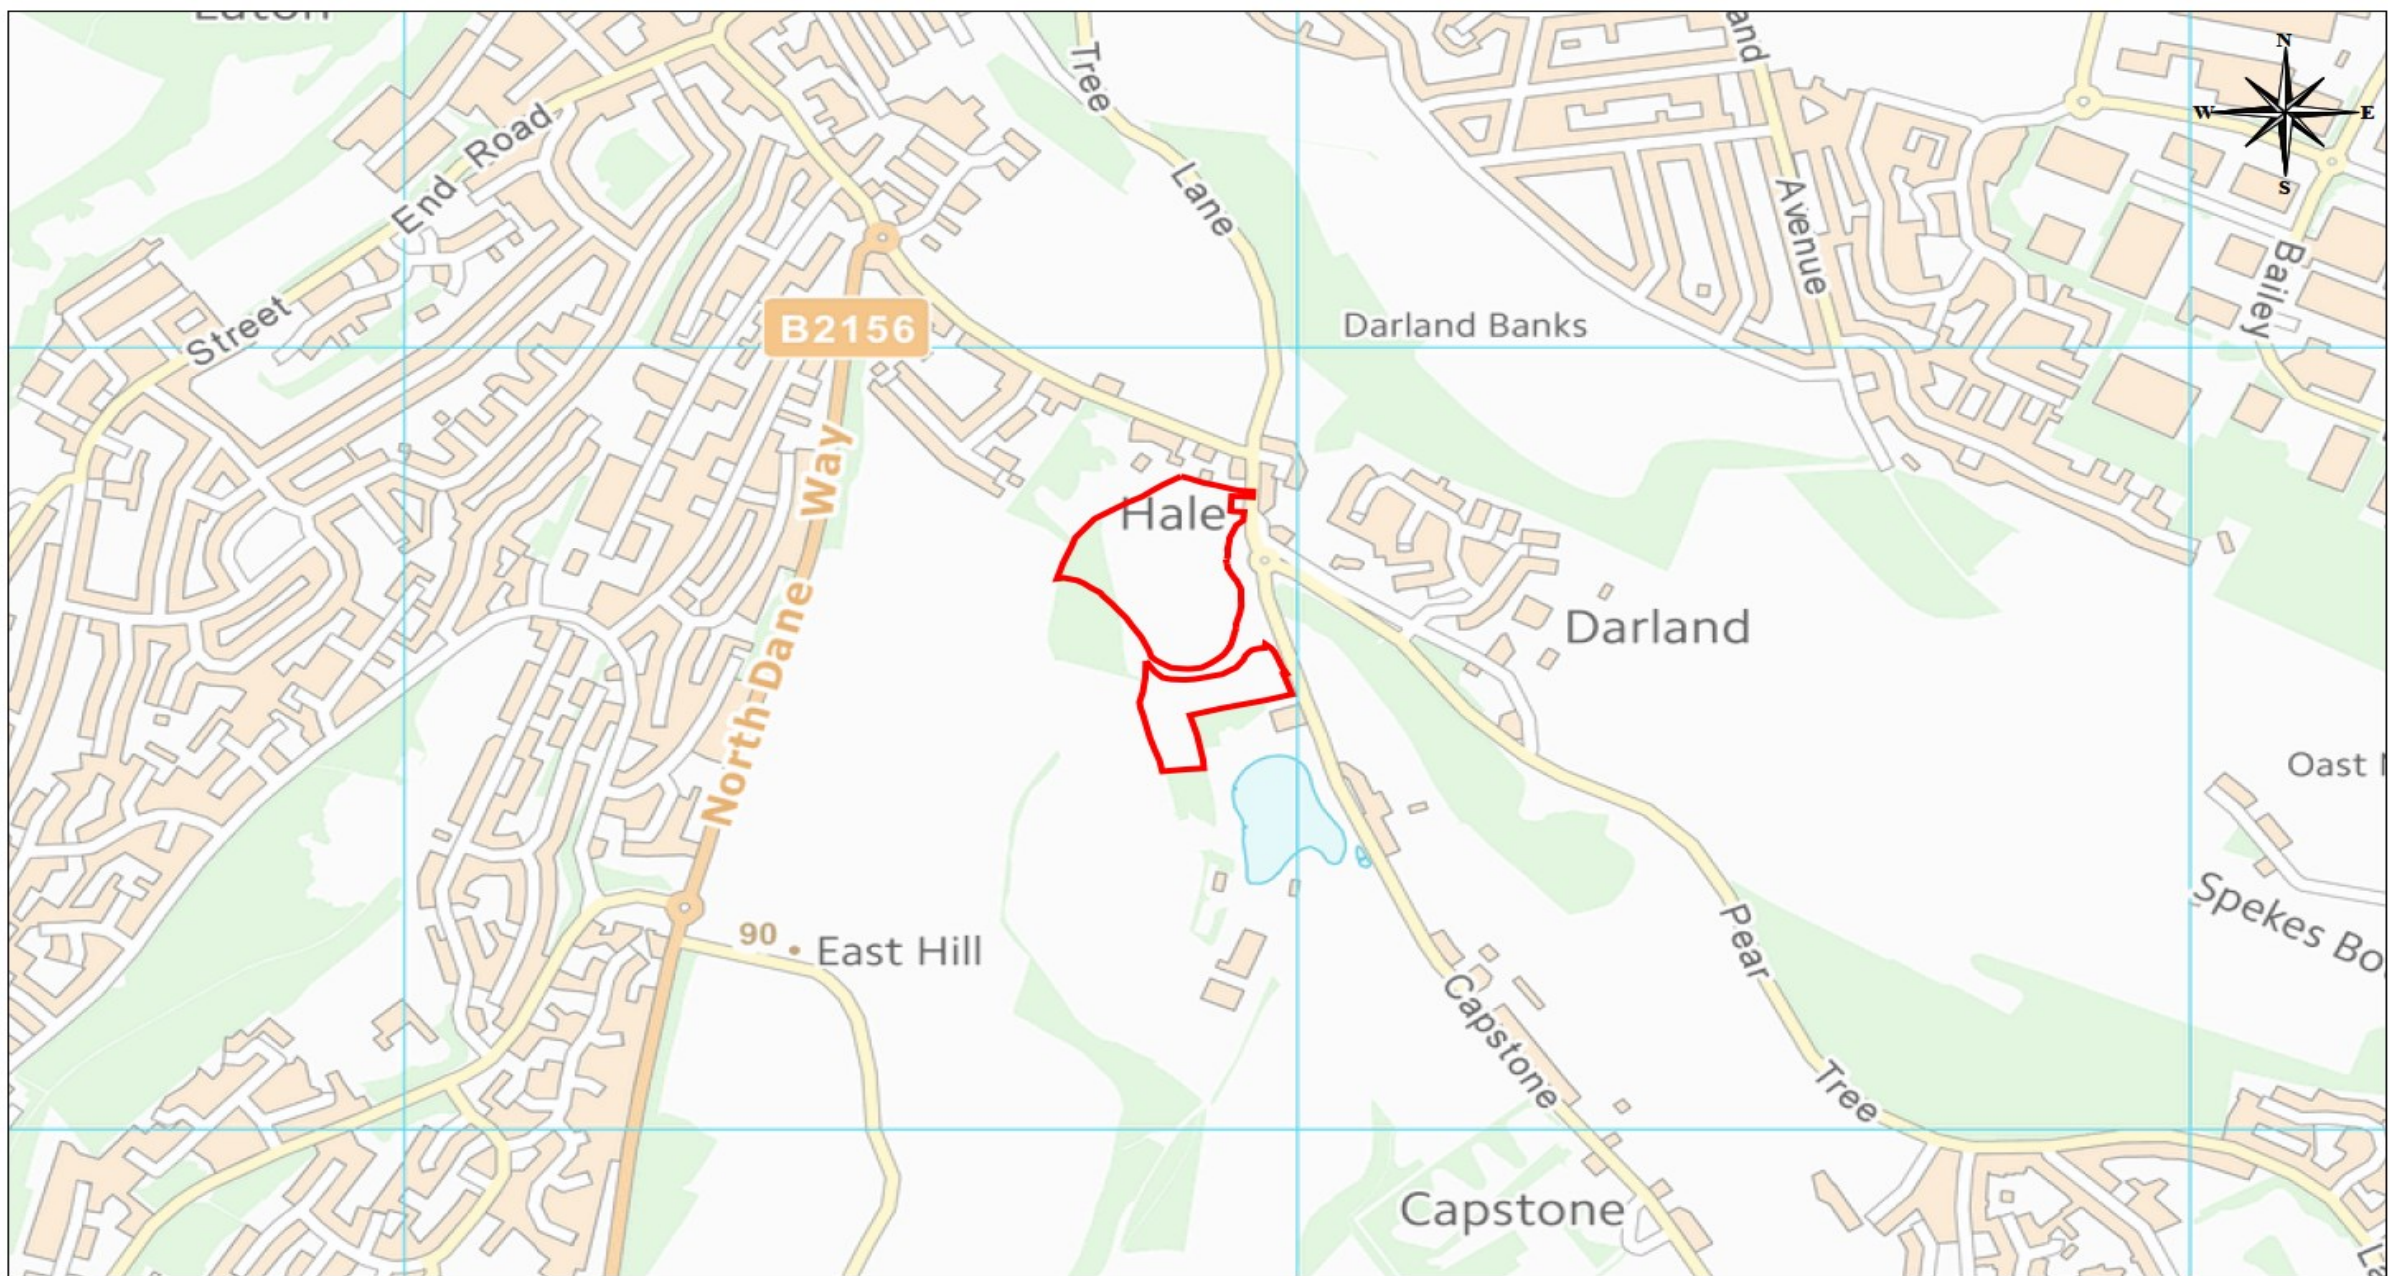 Tree
Lane
and
Avenue
N
W
E
S
End Road
Street
B2156
Darland Banks
Bailey
North Dane Way
Hale
Darland
Oast
Spekes
90
East Hill
Pear
Tree
Capstone
Capstone